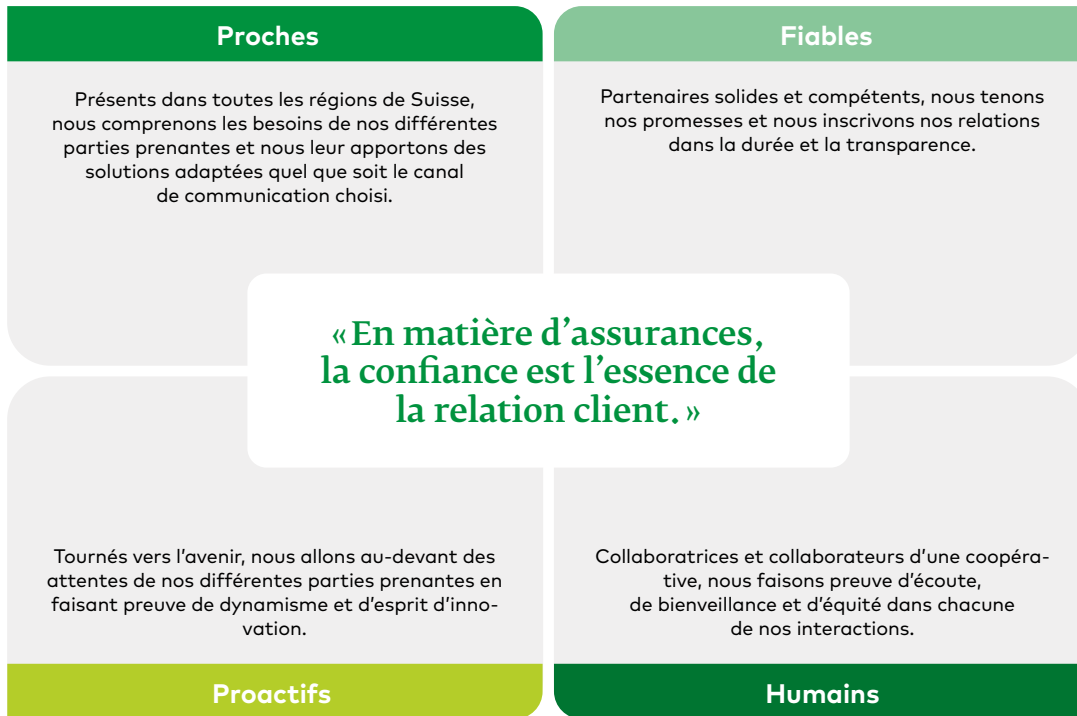 Proches
Présents dans toutes les régions de Suisse,
nous comprenons les besoins de nos différentes
parties prenantes et nous leur apportons des
solutions adaptées quel que soit le canal
de communication choisi.
Fiables
Partenaires solides et compétents, nous tenons
nos promesses et nous inscrivons nos relations
dans la durée et la transparence.
«En matière d’assurances,
la confiance est l’essence de
la relation client.»
Tournés vers l’avenir, nous allons au-devant des
attentes de nos différentes parties prenantes en
faisant preuve de dynamisme et d’esprit d’inno-
vation.
Proactifs
Collaboratrices et collaborateurs d’une coopéra-
tive, nous faisons preuve d’écoute,
de bienveillance et d’équité dans chacune
de nos interactions.
Humains